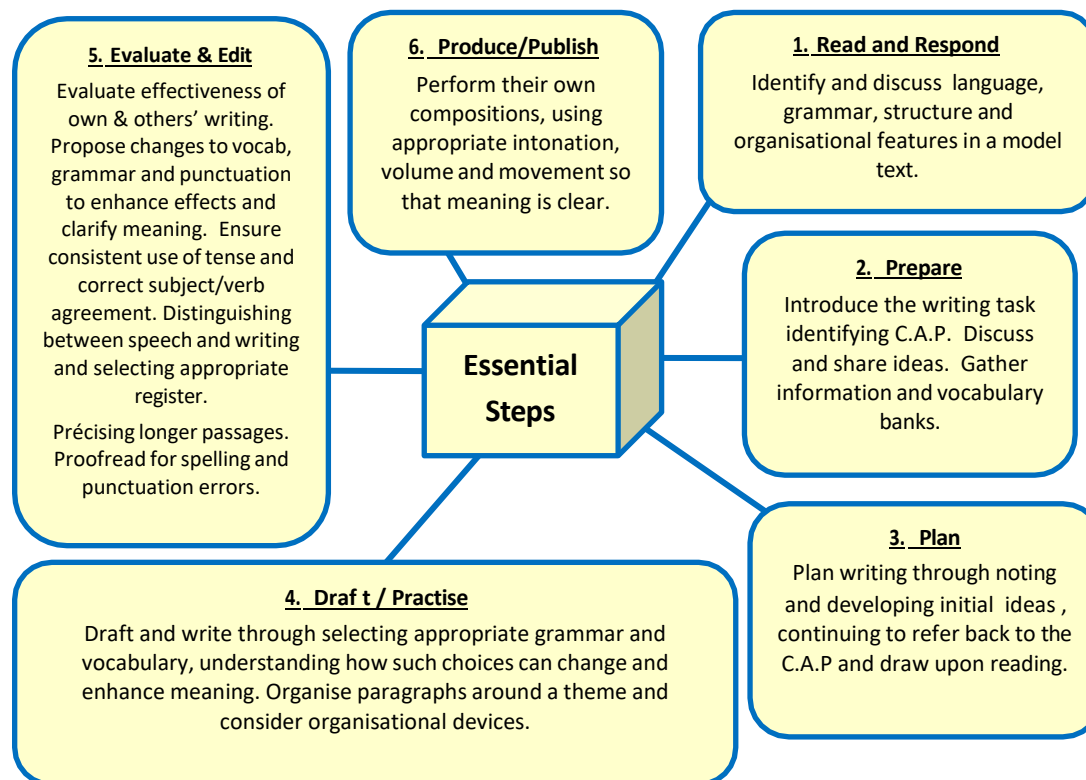 5. Evaluate & Edit
Evaluate effectiveness of
own & others’ writing.
Propose changes to vocab,
grammar and punctuation
to enhance effects and
clarify meaning. Ensure
consistent use of tense and
correct subject/verb
agreement. Distinguishing
between speech and writing
and selecting appropriate
register.
Précising longer passages.
Proofread for spelling and
punctuation errors.
6. Produce/Publish
Perform their own
compositions, using
appropriate intonation,
volume and movement so
that meaning is clear.
1. Read and Respond
Identify and discuss language,
grammar, structure and
organisational features in a model
text.
2. Prepare
Introduce the writing task
identifying C.A.P. Discuss
and share ideas. Gather
information and vocabulary
banks.
Essential
Steps
3. Plan
Plan writing through noting
and developing initial ideas ,
continuing to refer back to the
C.A.P and draw upon reading.
4. Draf t / Practise
Draft and write through selecting appropriate grammar and
vocabulary, understanding how such choices can change and
enhance meaning. Organise paragraphs around a theme and
consider organisational devices.